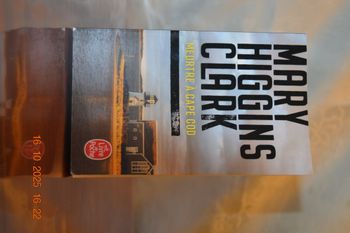 MARY
HIGGINS
CLARK
MEURTRE À CAPE COD
Le Livre
de Poche
16 10 2025 16:22